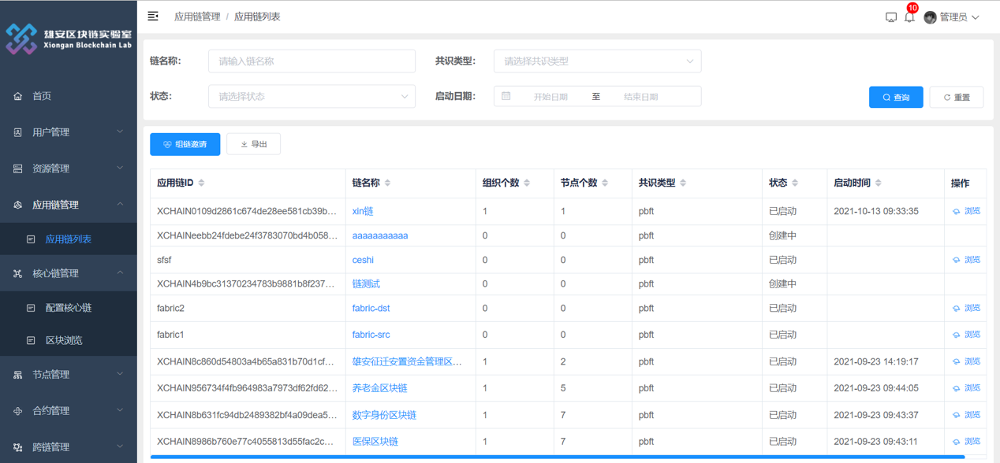 雄安区块链实验室
Xiongan Blockchain Lab
首页
用户管理
资源管理
应用链管理
应用链列表
核心链管理
配置核心链
区块浏览
节点管理
合约管理
跨链管理
应用链管理 / 应用链列表
10 管理员
链名称: 请输入链名称 共识类型: 请选择共识类型
状态: 请选择状态 启动日期: 开始日期 至 结束日期 查询 重置
组链邀请 导出
应用链ID 链名称 组织个数 节点个数 共识类型 状态 启动时间 操作
XCHAIN0109d2861c674de28ee581cb39b... xin链 1 1 pbft 已启动 2021-10-13 09:33:35 浏览
XCHAINeebb24fdebe24f3783070bd4b058... aaaaaaaaaaa 0 0 pbft 创建中
sfsf ceshi 0 0 pbft 已启动 浏览
XCHAIN4b9bc31370234783b9881b8f237... 链测试 0 0 pbft 创建中
fabric2 fabric-dst 0 0 pbft 已启动 浏览
fabric1 fabric-src 0 0 pbft 已启动 浏览
XCHAIN8c860d54803a4b65a831b70d1cf... 雄安征迁安置资金管理区... 1 2 pbft 已启动 2021-09-23 14:19:17 浏览
XCHAIN956734f4fb964983a7973df62fd62... 养老金区块链 1 5 pbft 已启动 2021-09-23 09:44:05 浏览
XCHAIN8b631fc94db2489382bf4a09dea5... 数字身份区块链 1 7 pbft 已启动 2021-09-23 09:43:37 浏览
XCHAIN8986b760e77c4055813d55fac2c... 医保区块链 1 7 pbft 已启动 2021-09-23 09:43:11 浏览